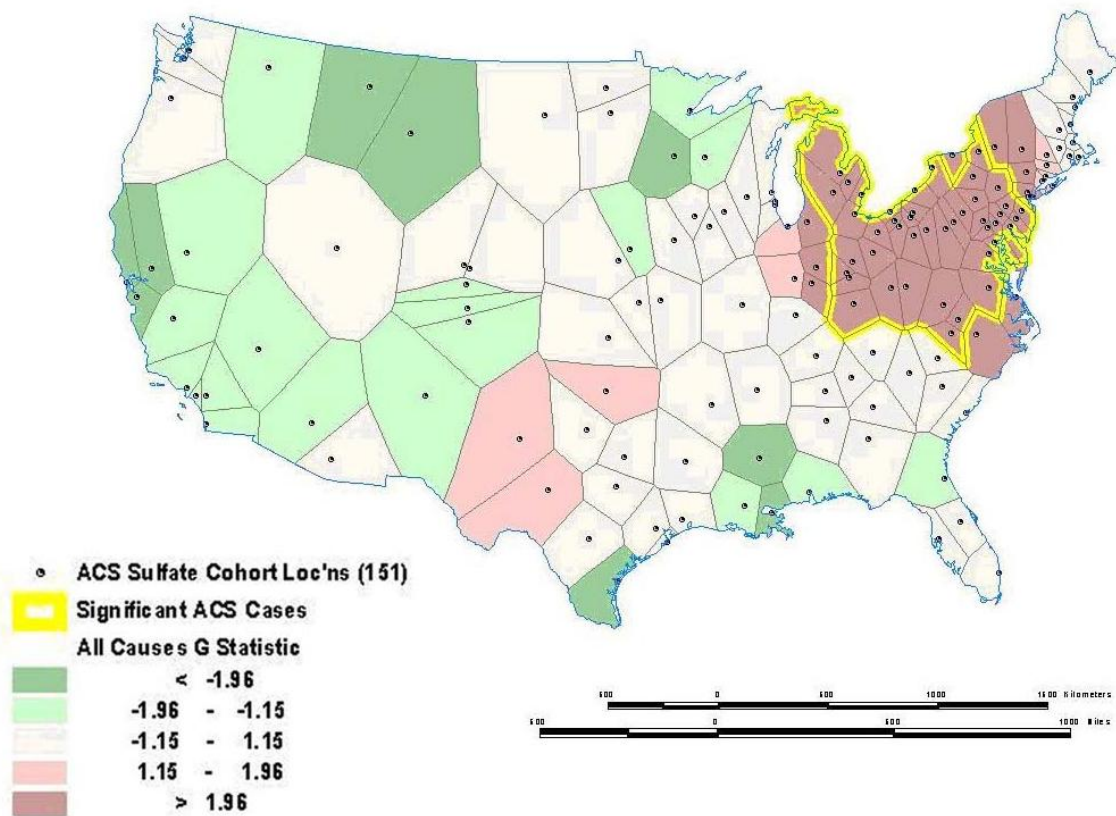 ACS Sulfate Cohort Loc'ns (151)
Significant ACS Cases
All Causes G Statistic
< -1.96
-1.96 - -1.15
-1.15 - 1.15
1.15 - 1.96
> 1.96
500 0 500 1000 1500 Kilometers
500 0 500 1000 Miles